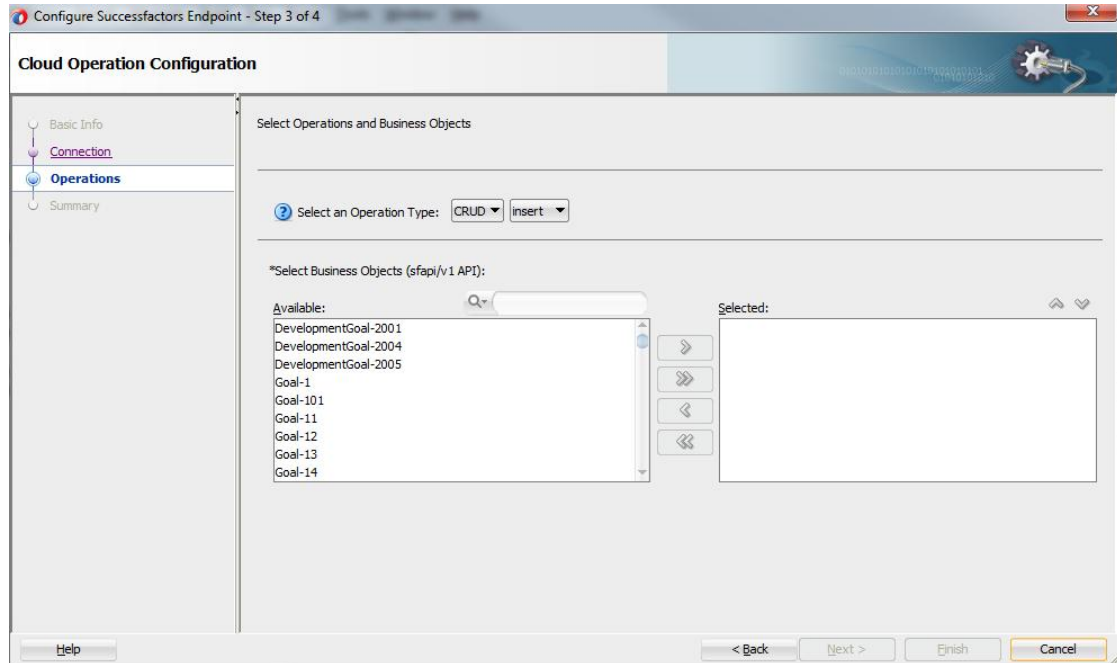 Configure Successfactors Endpoint - Step 3 of 4
Cloud Operation Configuration
Basic Info
Connection
Operations
Summary
Select Operations and Business Objects
Select an Operation Type: CRUD insert
*Select Business Objects (sfapi/v1 API):
Available:
Selected:
DevelopmentGoal-2001
DevelopmentGoal-2004
DevelopmentGoal-2005
Goal-1
Goal-101
Goal-11
Goal-12
Goal-13
Goal-14
Help
< Back
Next >
Finish
Cancel